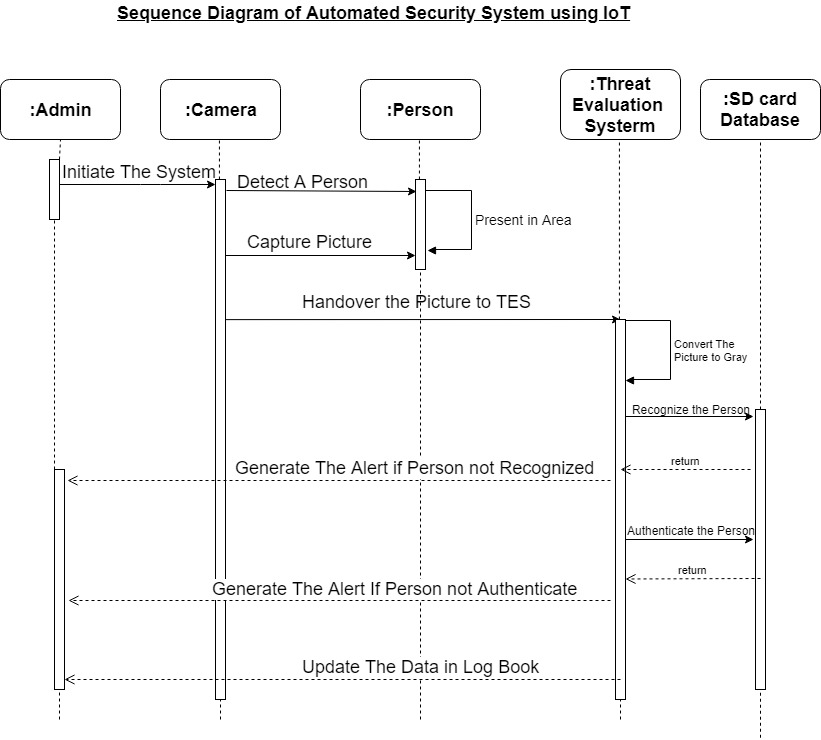 Sequence Diagram of Automated Security System using IoT
:Admin
:Camera
:Person
:Threat
Evaluation
Systerm
:SD card
Database
Initiate The System
Detect A Person
Present in Area
Capture Picture
Handover the Picture to TES
Convert The
Picture to Gray
Recognize the Person
return
Generate The Alert if Person not Recognized
Authenticate the Person
return
Generate The Alert If Person not Authenticate
Update The Data in Log Book